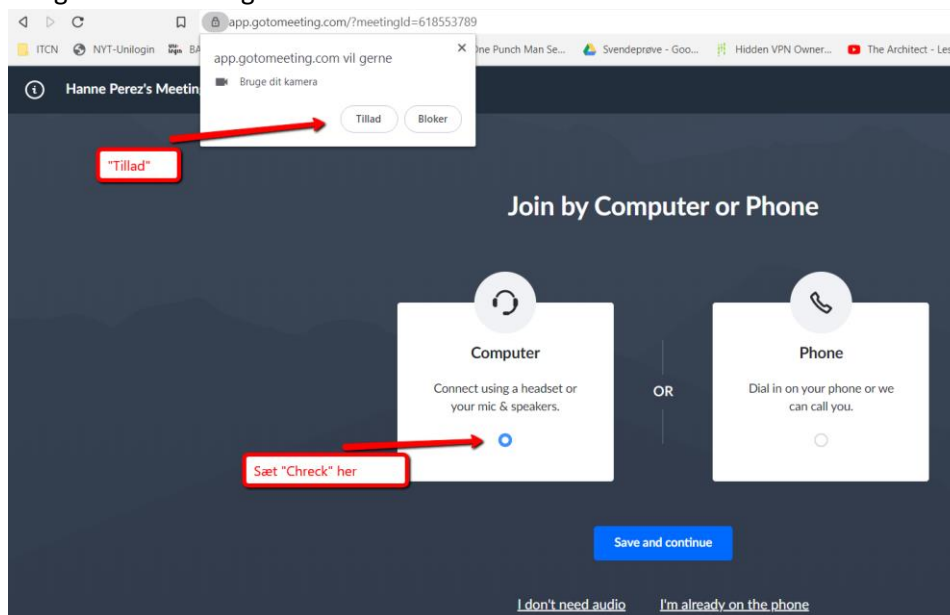 app.gotomeeting.com/?meetingId=618553789
ITCN NYT-Unilogin BA One Punch Man Se... Svendeprøve - Goo... Hidden VPN Owner... The Architect - Les
app.gotomeeting.com vil gerne
Bruge dit kamera
Tillad Bloker
Hanne Perez's Meetin
"Tillad"
Join by Computer or Phone
Computer
Connect using a headset or
your mic & speakers.
OR
Phone
Dial in on your phone or we
can call you.
Sæt "Chreck" her
Save and continue
I don't need audio I'm already on the phone